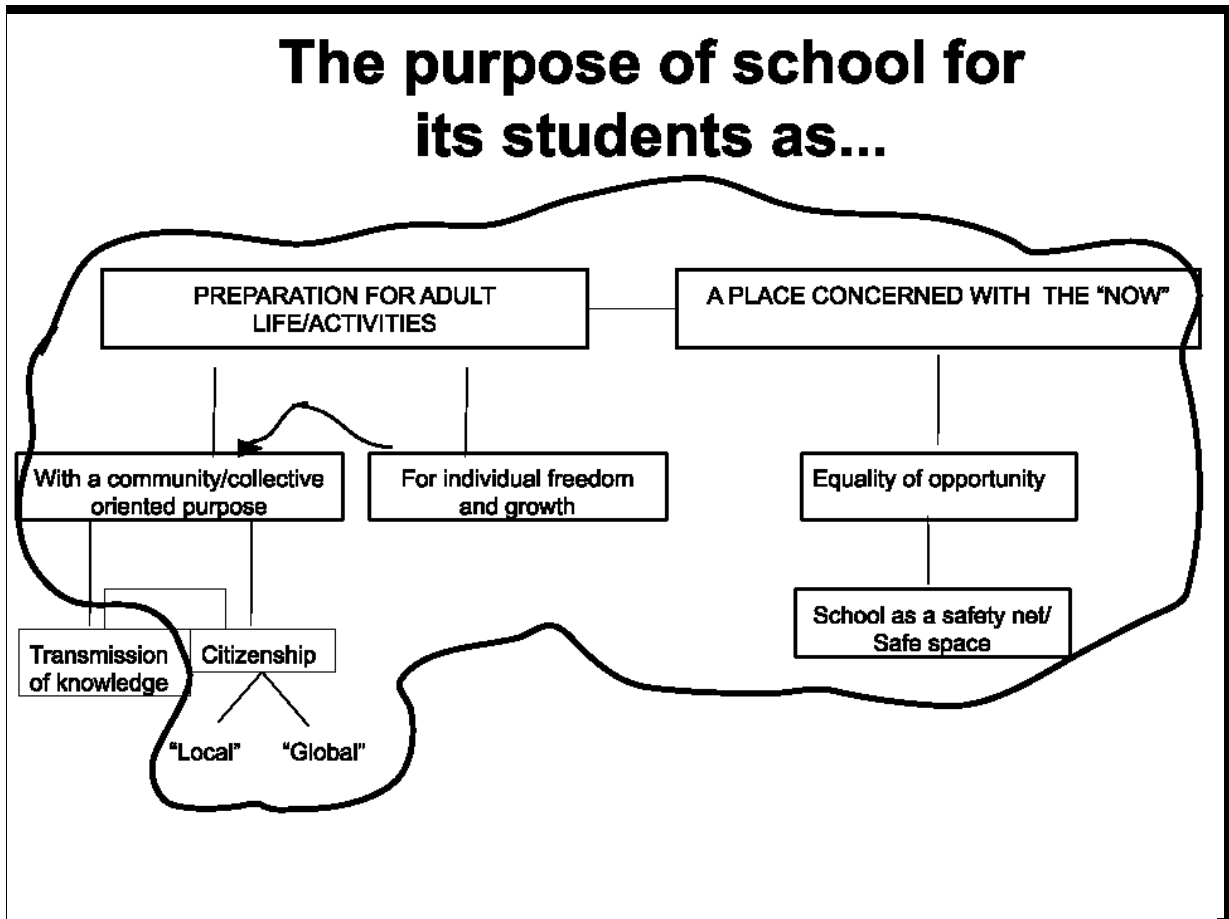 The purpose of school for
its students as...
PREPARATION FOR ADULT
LIFE/ACTIVITIES
A PLACE CONCERNED WITH THE “NOW”
With a community/collective
oriented purpose
For individual freedom
and growth
Equality of opportunity
School as a safety net/
Safe space
Transmission
of knowledge
Citizenship
“Local”
“Global”